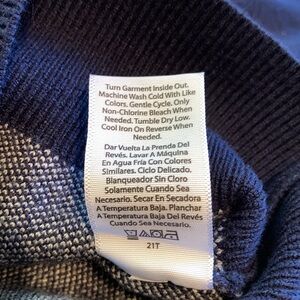 Turn Garment Inside Out.
Machine Wash Cold With Like
Colors. Gentle Cycle. Only
Non-Chlorine Bleach When
Needed. Tumble Dry Low.
Cool Iron On Reverse When
Needed.
Dar Vuelta La Prenda Del
Revés. Lavar A Máquina
En Agua Fría Con Colores
Similares. Ciclo Delicado.
Blanqueador Sin Cloro
Solamente Cuando Sea
Necesario. Secar En Secadora
A Temperatura Baja. Planchar
A Temperatura Baja Del Revés
Cuando Sea Necesario.
21T